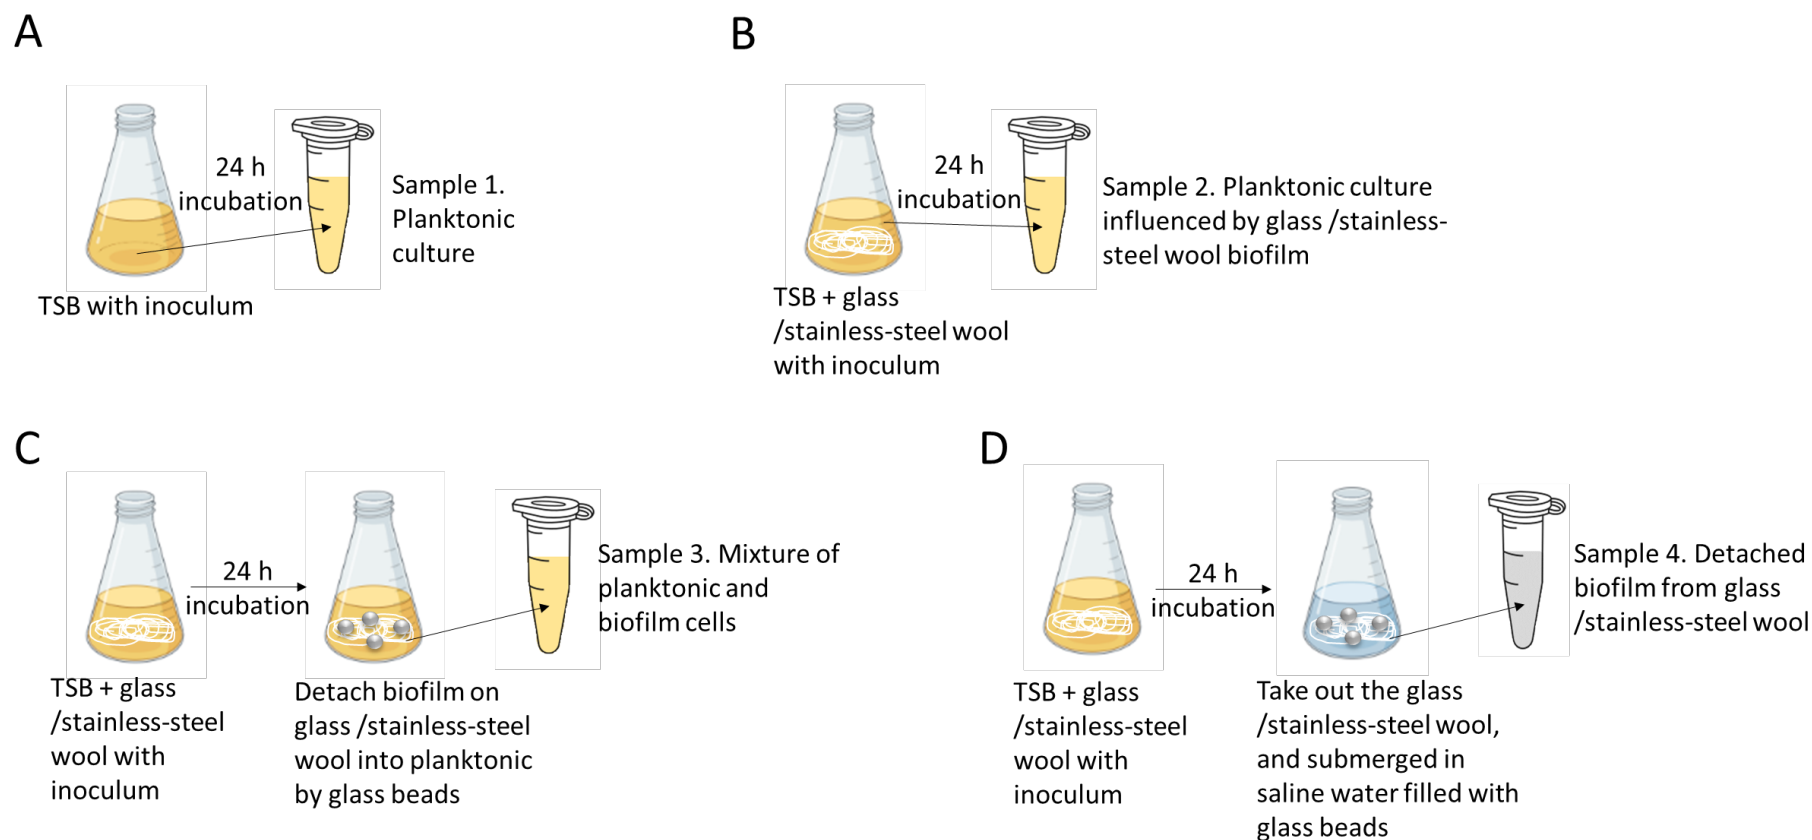 A
24 h
incubation
Sample 1.
Planktonic
culture
TSB with inoculum
B
24 h
incubation
Sample 2. Planktonic culture
influenced by glass /stainless-
steel wool biofilm
TSB + glass
/stainless-steel wool
with inoculum
C
24 h
incubation
Sample 3. Mixture of
planktonic and
biofilm cells
TSB + glass
/stainless-steel
wool with
inoculum
Detach biofilm on
glass /stainless-steel
wool into planktonic
by glass beads
D
24 h
incubation
Sample 4. Detached
biofilm from glass
/stainless-steel wool
TSB + glass
/stainless-steel
wool with
inoculum
Take out the glass
/stainless-steel wool,
and submerged in
saline water filled with
glass beads